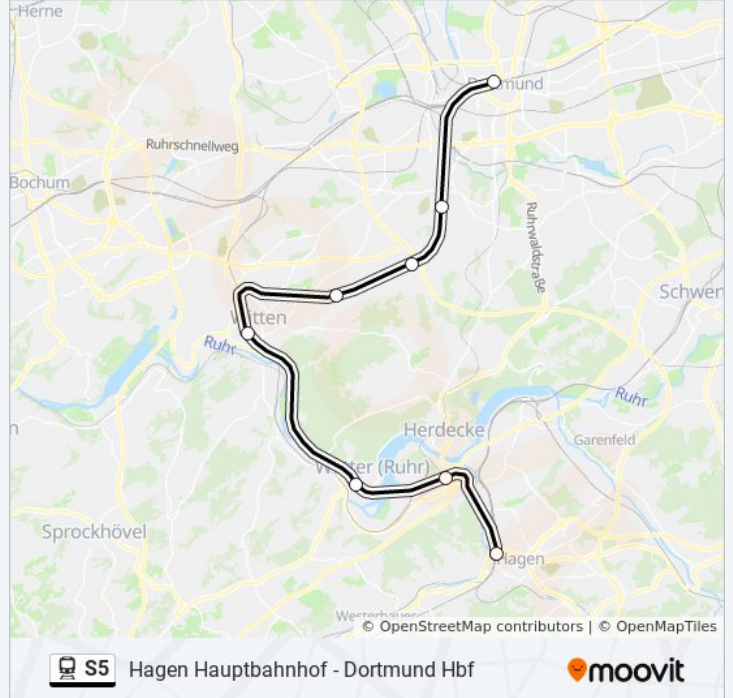 Herne
Dortmund
Ruhrschnellweg
Bochum
Ruhrwaldstraße
Schwer
Witten
Ruhr
Ruhr
Herdecke
Garenfeld
n
Wetter (Ruhr)
Sprockhövel
Hagen
Westerbauer
© OpenStreetMap contributors | © OpenMapTiles
S5 Hagen Hauptbahnhof - Dortmund Hbf
moovit